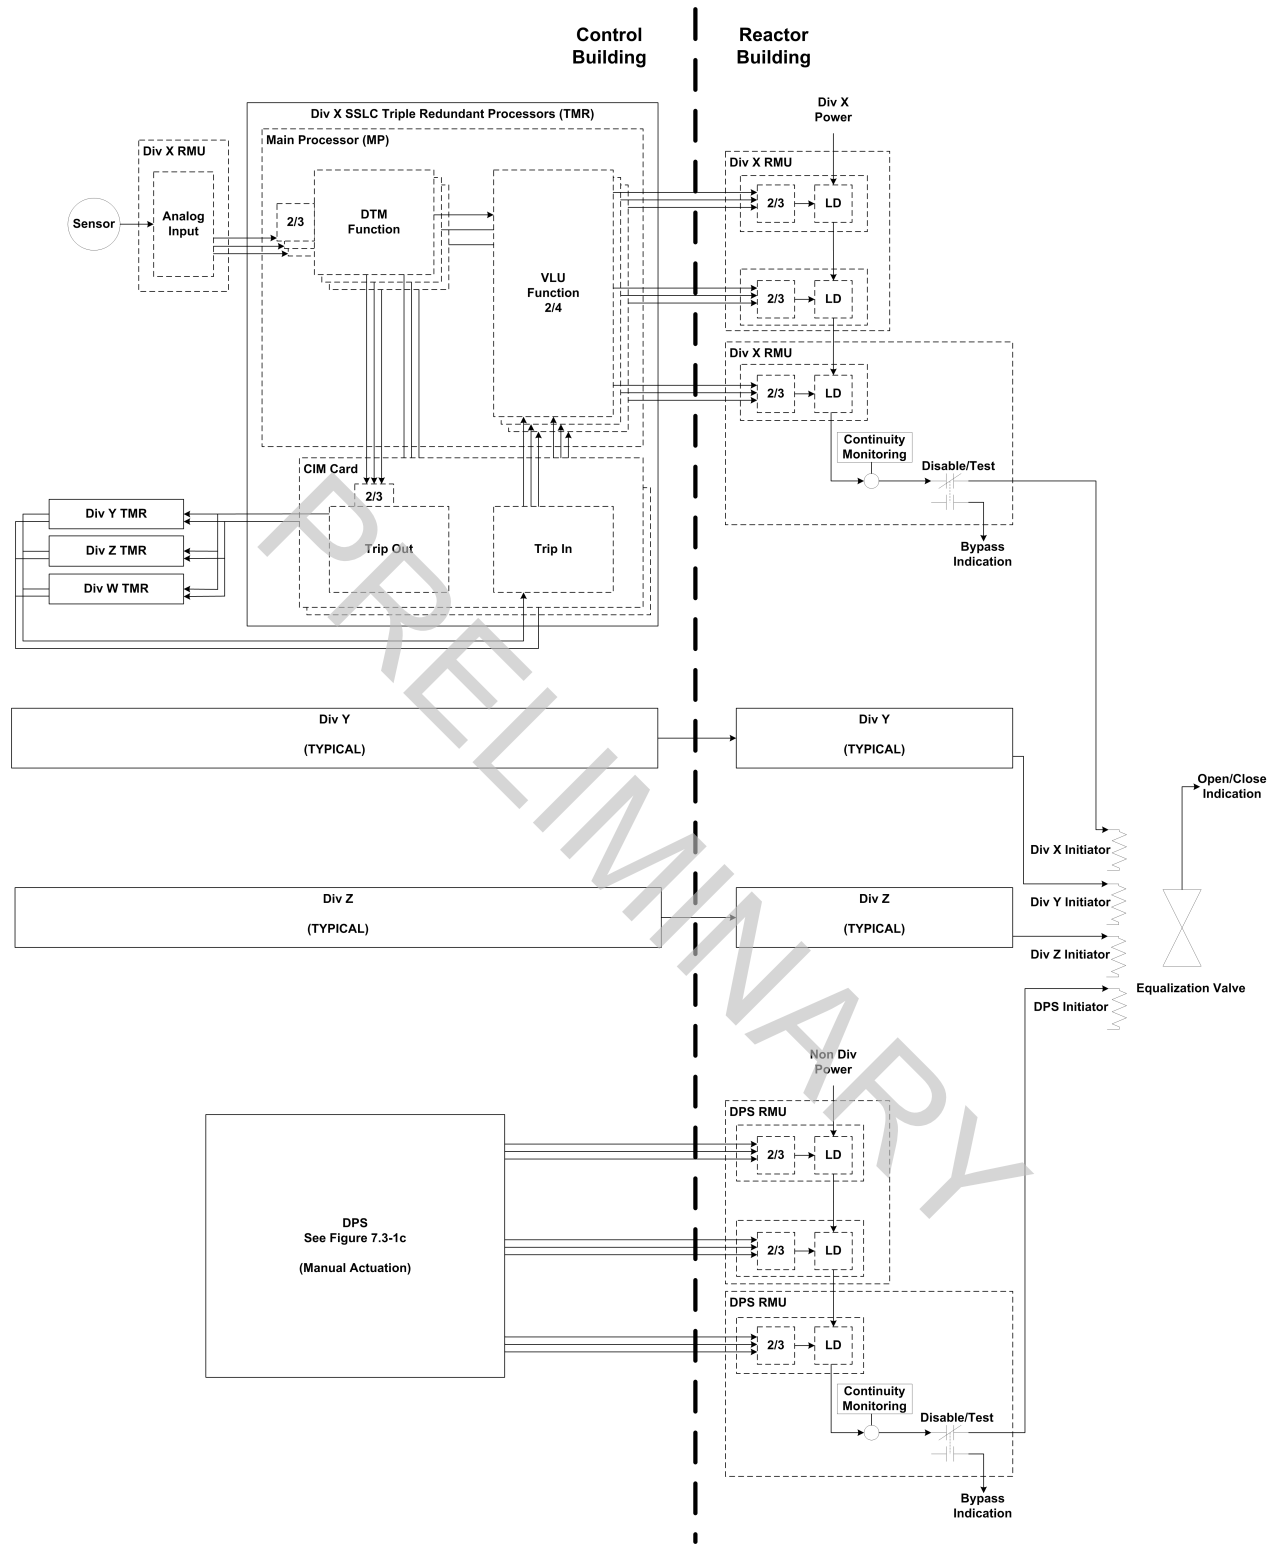 Control
Building
Reactor
Building
Div X SSLC Triple Redundant Processors (TMR)
Main Processor (MP)
Div X RMU
Sensor
Analog
Input
2/3
DTM
Function
VLU
Function
2/4
CIM Card
2/3
Trip Out
Trip In
Div Y TMR
Div Z TMR
Div W TMR
Div X
Power
Div X RMU
2/3
LD
2/3
LD
Div X RMU
2/3
LD
Continuity
Monitoring
Disable/Test
Bypass
Indication
Div Y
(TYPICAL)
Div Y
(TYPICAL)
Div Z
(TYPICAL)
Div Z
(TYPICAL)
Open/Close
Indication
Div X Initiator
Div Y Initiator
Div Z Initiator
DPS Initiator
Equalization Valve
DPS
See Figure 7.3-1c
(Manual Actuation)
Non Div
Power
DPS RMU
2/3
LD
2/3
LD
DPS RMU
2/3
LD
Continuity
Monitoring
Disable/Test
Bypass
Indication
PRELIMINARY